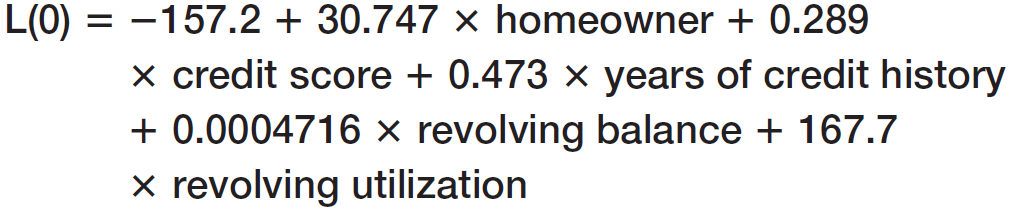 L(0) = −157.2 + 30.747 × homeowner + 0.289
× credit score + 0.473 × years of credit history
+ 0.0004716 × revolving balance + 167.7
× revolving utilization